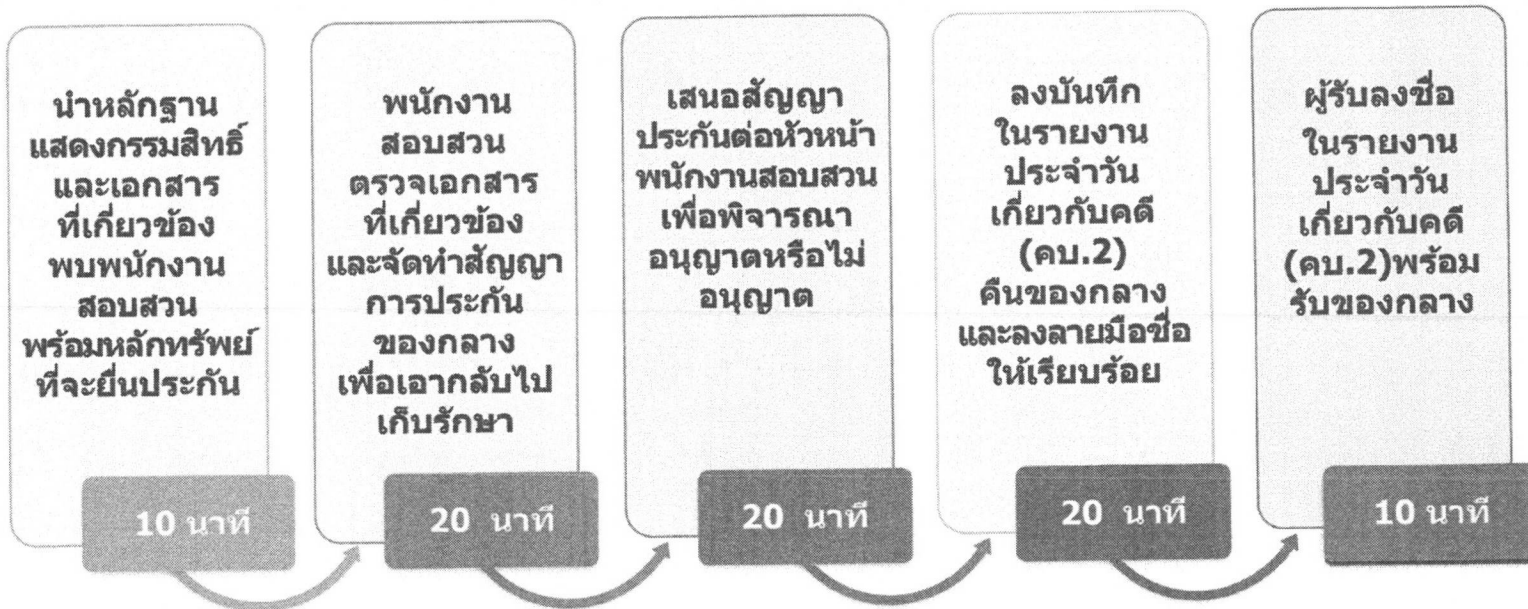 นำหลักฐาน
แสดงกรรมสิทธิ์
และเอกสาร
ที่เกี่ยวข้อง
พบพนักงาน
สอบสวน
พร้อมหลักทรัพย์
ที่จะยื่นประกัน
10 นาที
พนักงาน
สอบสวน
ตรวจเอกสาร
ที่เกี่ยวข้อง
และจัดทำสัญญา
การประกัน
ของกลาง
เพื่อเอากลับไป
เก็บรักษา
20 นาที
เสนอสัญญา
ประกันต่อหัวหน้า
พนักงานสอบสวน
เพื่อพิจารณา
อนุญาตหรือไม่
อนุญาต
20 นาที
ลงบันทึก
ในรายงาน
ประจำวัน
เกี่ยวกับคดี
(คบ.2)
คืนของกลาง
และลงลายมือชื่อ
ให้เรียบร้อย
20 นาที
ผู้รับลงชื่อ
ในรายงาน
ประจำวัน
เกี่ยวกับคดี
(คบ.2)พร้อม
รับของกลาง
10 นาที